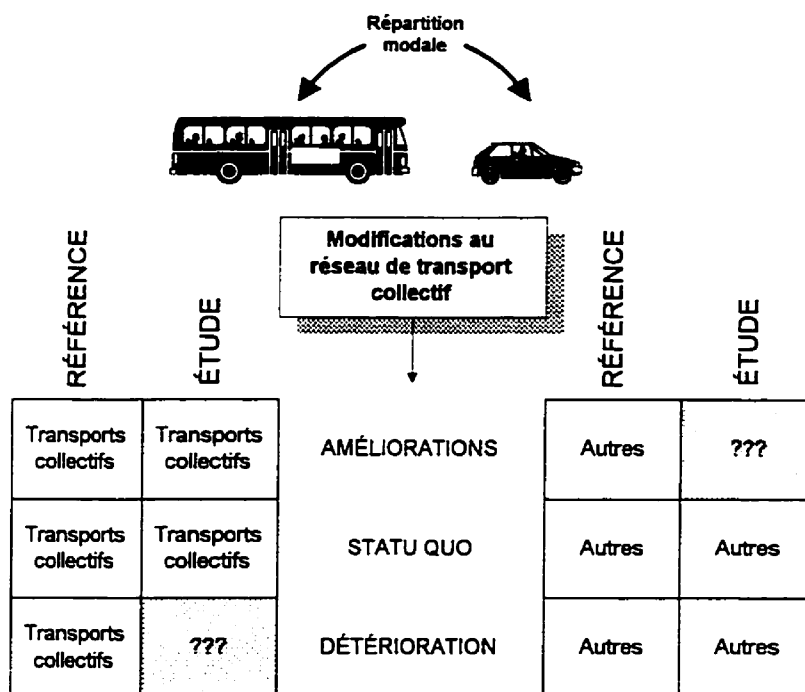 Répartition
modale
Modifications au
réseau de transport
collectif
RÉFÉRENCE
ÉTUDE
RÉFÉRENCE
ÉTUDE
Transports
collectifs
Transports
collectifs
AMÉLIORATIONS
Autres
???
Transports
collectifs
Transports
collectifs
STATU QUO
Autres
Autres
Transports
collectifs
???
DÉTÉRIORATION
Autres
Autres